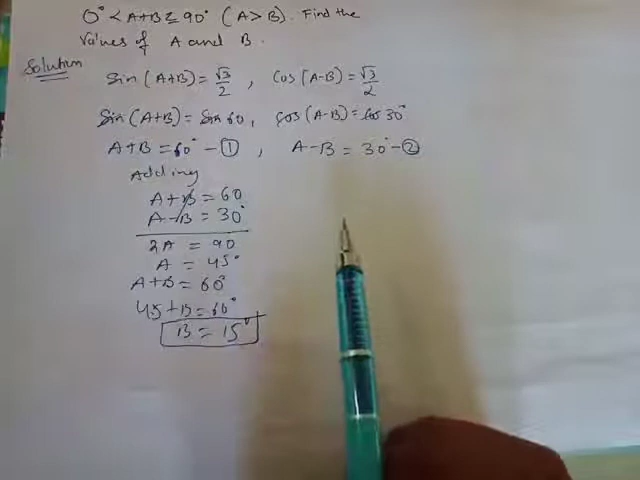 0° < A+B ≤ 90° (A > B). Find the
values of A and B.
Solution
Sin (A+B) = √3/2 , Cos (A-B) = √3/2
Sin (A+B) = Sin 60, Cos (A-B) = Cos 30°
A+B = 60° - ① , A-B = 30° - ②
Adding
A+B = 60
A-B = 30°
2A = 90
A = 45°
A+B = 60°
45+B = 60°
B = 15°